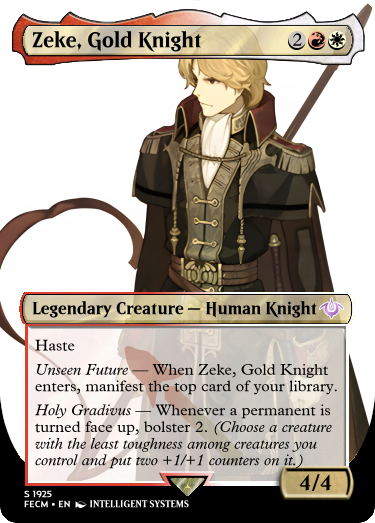 Zeke, Gold Knight 2
Legendary Creature — Human Knight
Haste
Unseen Future — When Zeke, Gold Knight
enters, manifest the top card of your library.
Holy Gradivus — Whenever a permanent is
turned face up, bolster 2. (Choose a creature
with the least toughness among creatures you
control and put two +1/+1 counters on it.)
4/4
S 1925
FECM • EN INTELLIGENT SYSTEMS